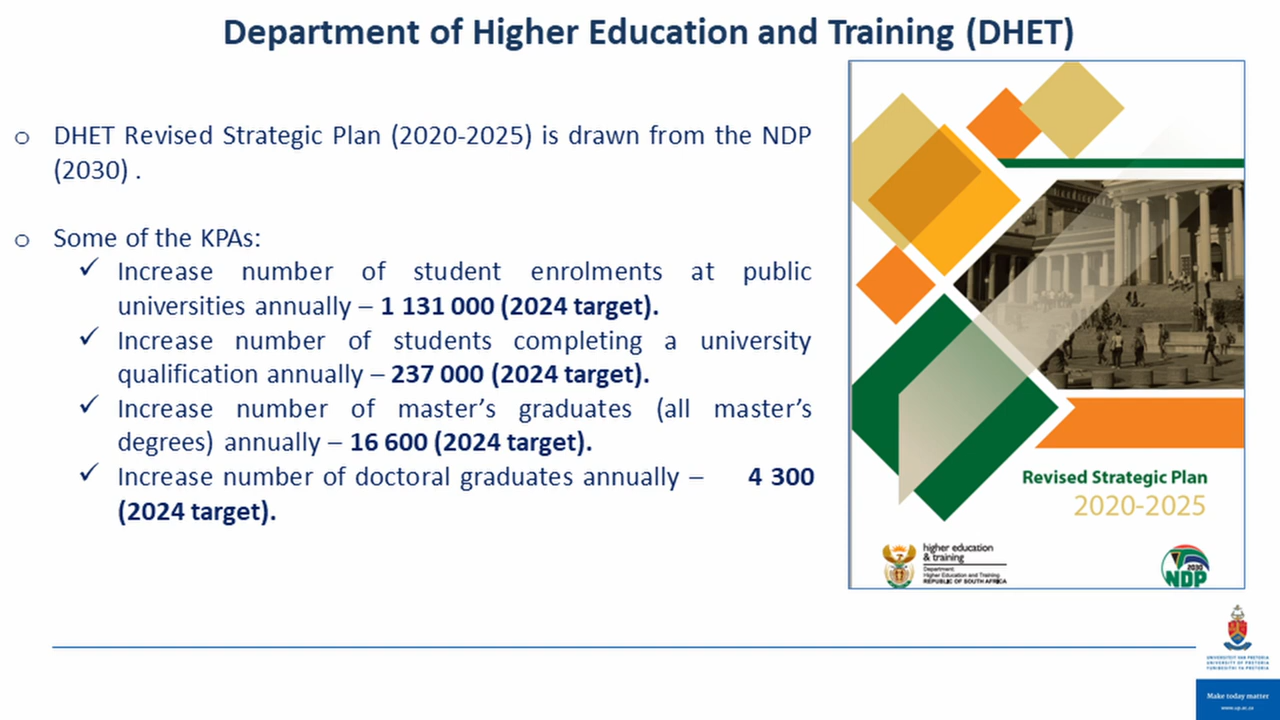 Department of Higher Education and Training (DHET)
o DHET Revised Strategic Plan (2020-2025) is drawn from the NDP
(2030) .
o Some of the KPAs:
✓ Increase number of student enrolments at public
universities annually – 1 131 000 (2024 target).
✓ Increase number of students completing a university
qualification annually – 237 000 (2024 target).
✓ Increase number of master's graduates (all master's
degrees) annually – 16 600 (2024 target).
✓ Increase number of doctoral graduates annually – 4 300
(2024 target).
Revised Strategic Plan
2020-2025
higher education
& training
Department:
Higher Education and Training
REPUBLIC OF SOUTH AFRICA
2030
NDP
UNIVERSITEIT VAN PRETORIA
UNIVERSITY OF PRETORIA
YUNIBESITHI YA PRETORIA
Make today matter
www.up.ac.za